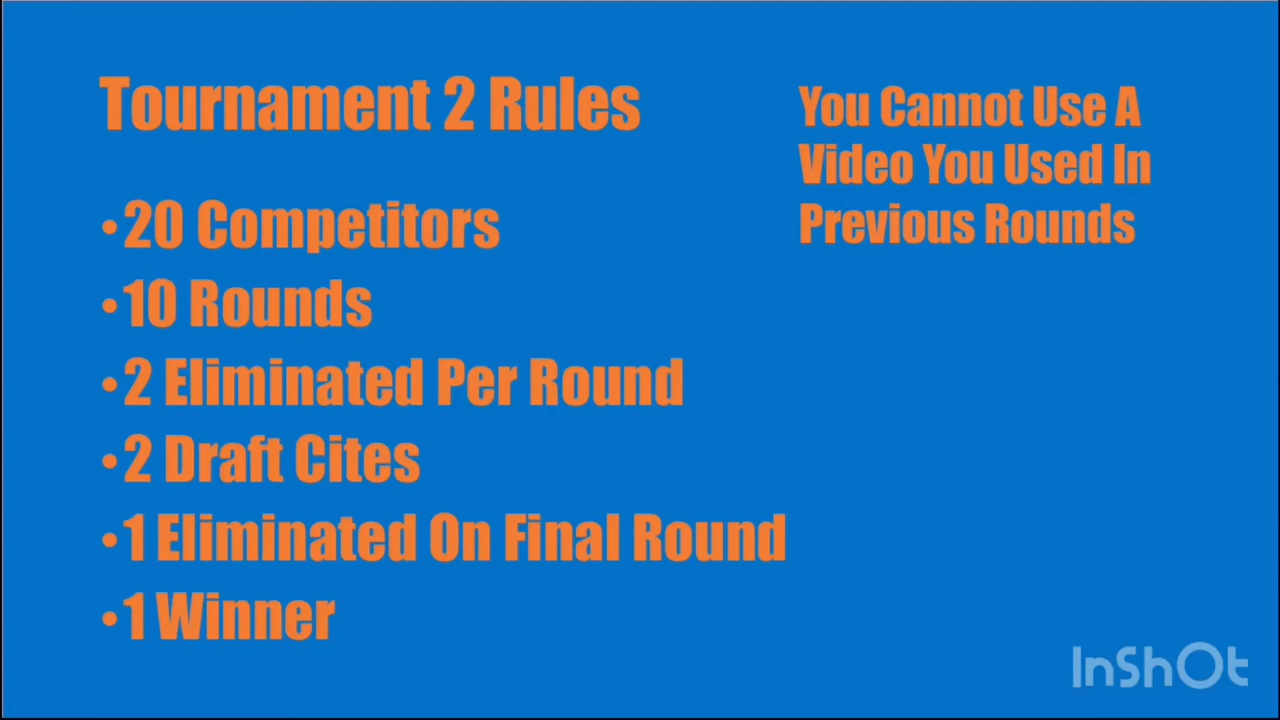 Tournament 2 Rules
•20 Competitors
•10 Rounds
•2 Eliminated Per Round
•2 Draft Cites
•1 Eliminated On Final Round
•1 Winner
You Cannot Use A
Video You Used In
Previous Rounds
InShOt